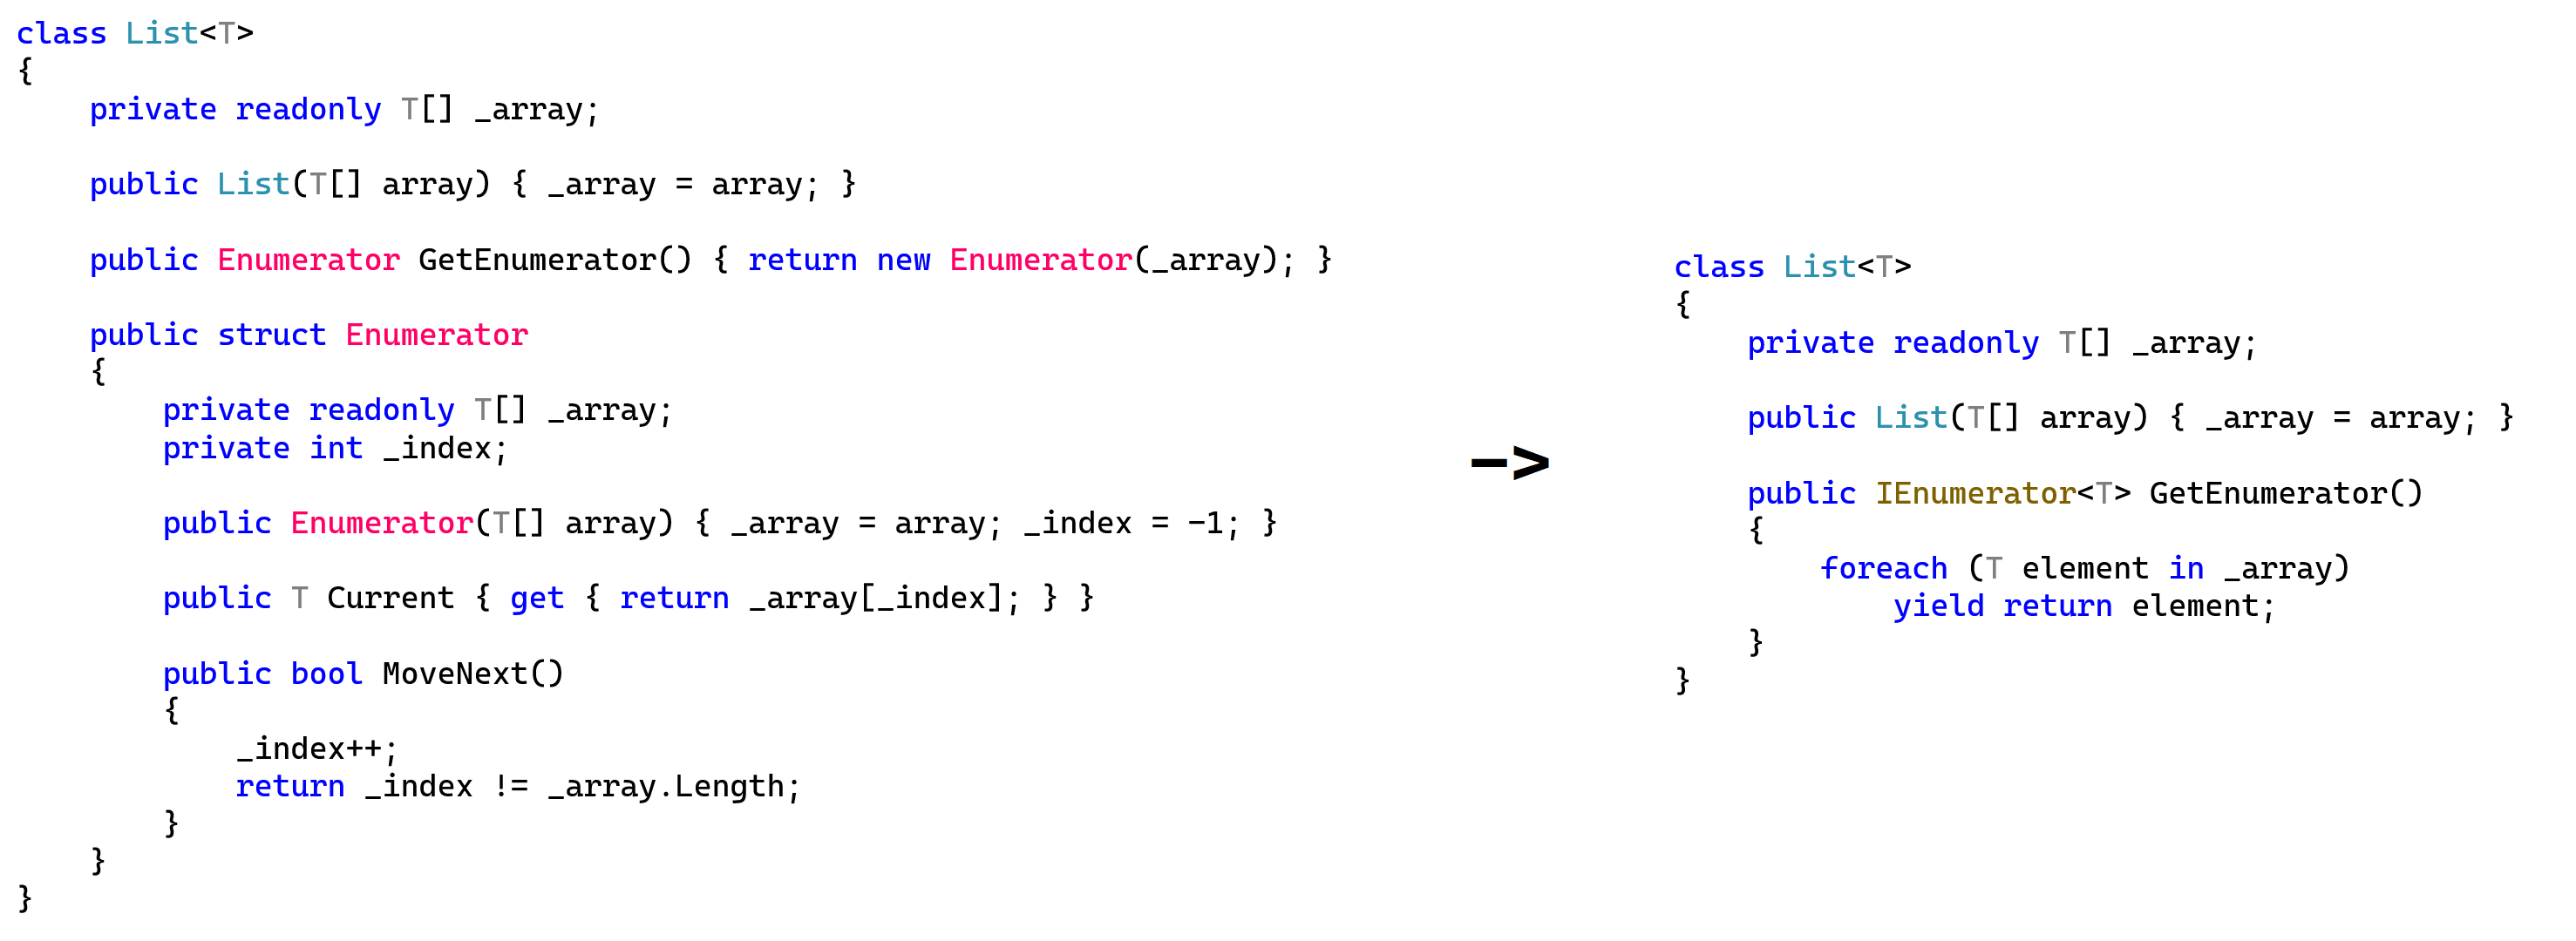 class List<T>
{
    private readonly T[] _array;

    public List(T[] array) { _array = array; }

    public Enumerator GetEnumerator() { return new Enumerator(_array); }

    public struct Enumerator
    {
        private readonly T[] _array;
        private int _index;

        public Enumerator(T[] array) { _array = array; _index = -1; }

        public T Current { get { return _array[_index]; } }

        public bool MoveNext()
        {
            _index++;
            return _index != _array.Length;
        }
    }
}
->
class List<T>
{
    private readonly T[] _array;

    public List(T[] array) { _array = array; }

    public IEnumerator<T> GetEnumerator()
    {
        foreach (T element in _array)
            yield return element;
    }
}